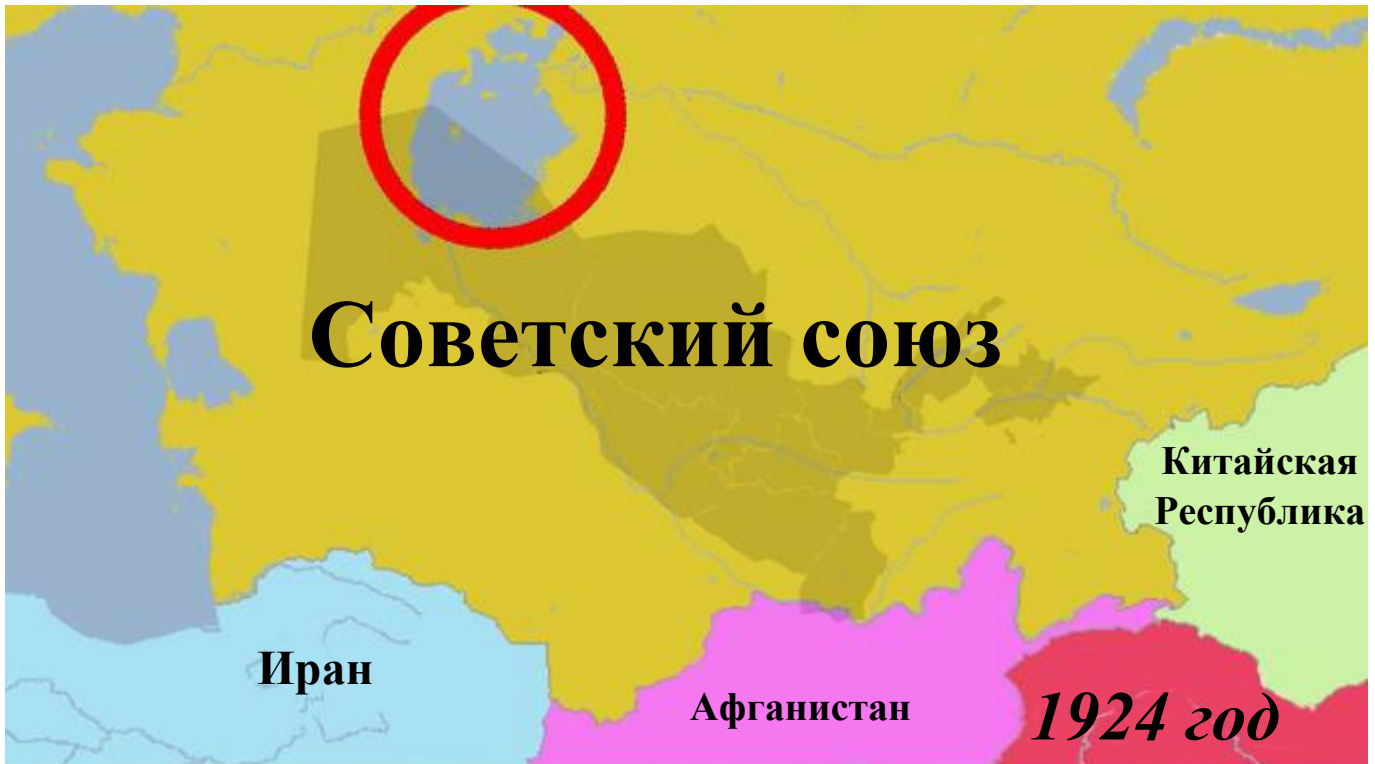 Советский союз
Китайская
Республика
Иран
Афганистан
1924 год